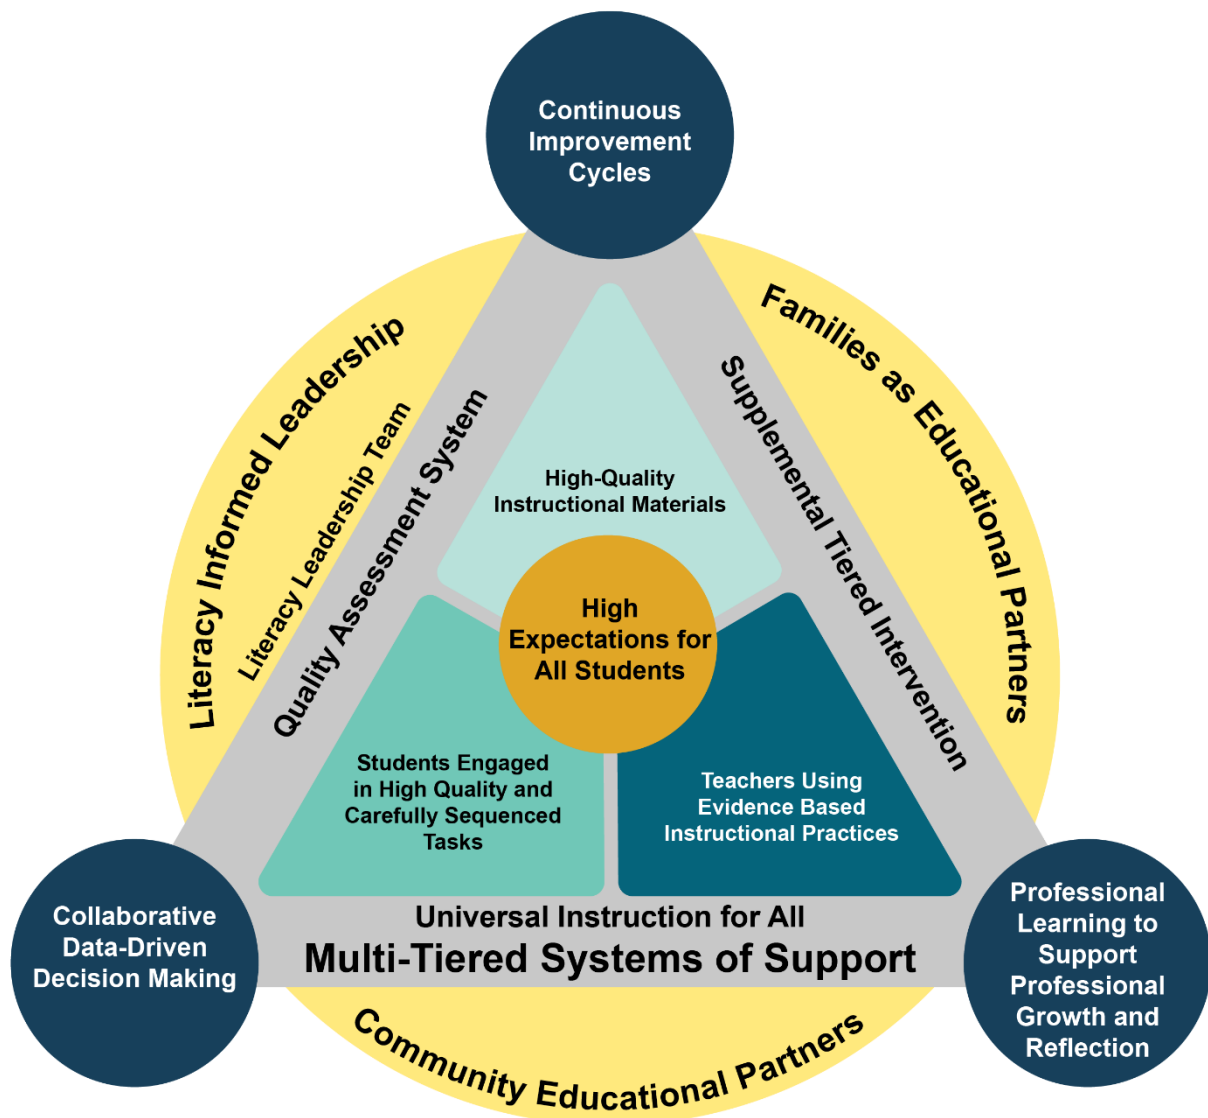 Continuous
Improvement
Cycles
Literacy Informed Leadership
Literacy Leadership Team
Quality Assessment System
Families as Educational Partners
Supplemental Tiered Intervention
High-Quality
Instructional Materials
High
Expectations for
All Students
Students Engaged
in High Quality and
Carefully Sequenced
Tasks
Teachers Using
Evidence Based
Instructional Practices
Universal Instruction for All
Multi-Tiered Systems of Support
Collaborative
Data-Driven
Decision Making
Professional
Learning to
Support
Professional
Growth and
Reflection
Community Educational Partners